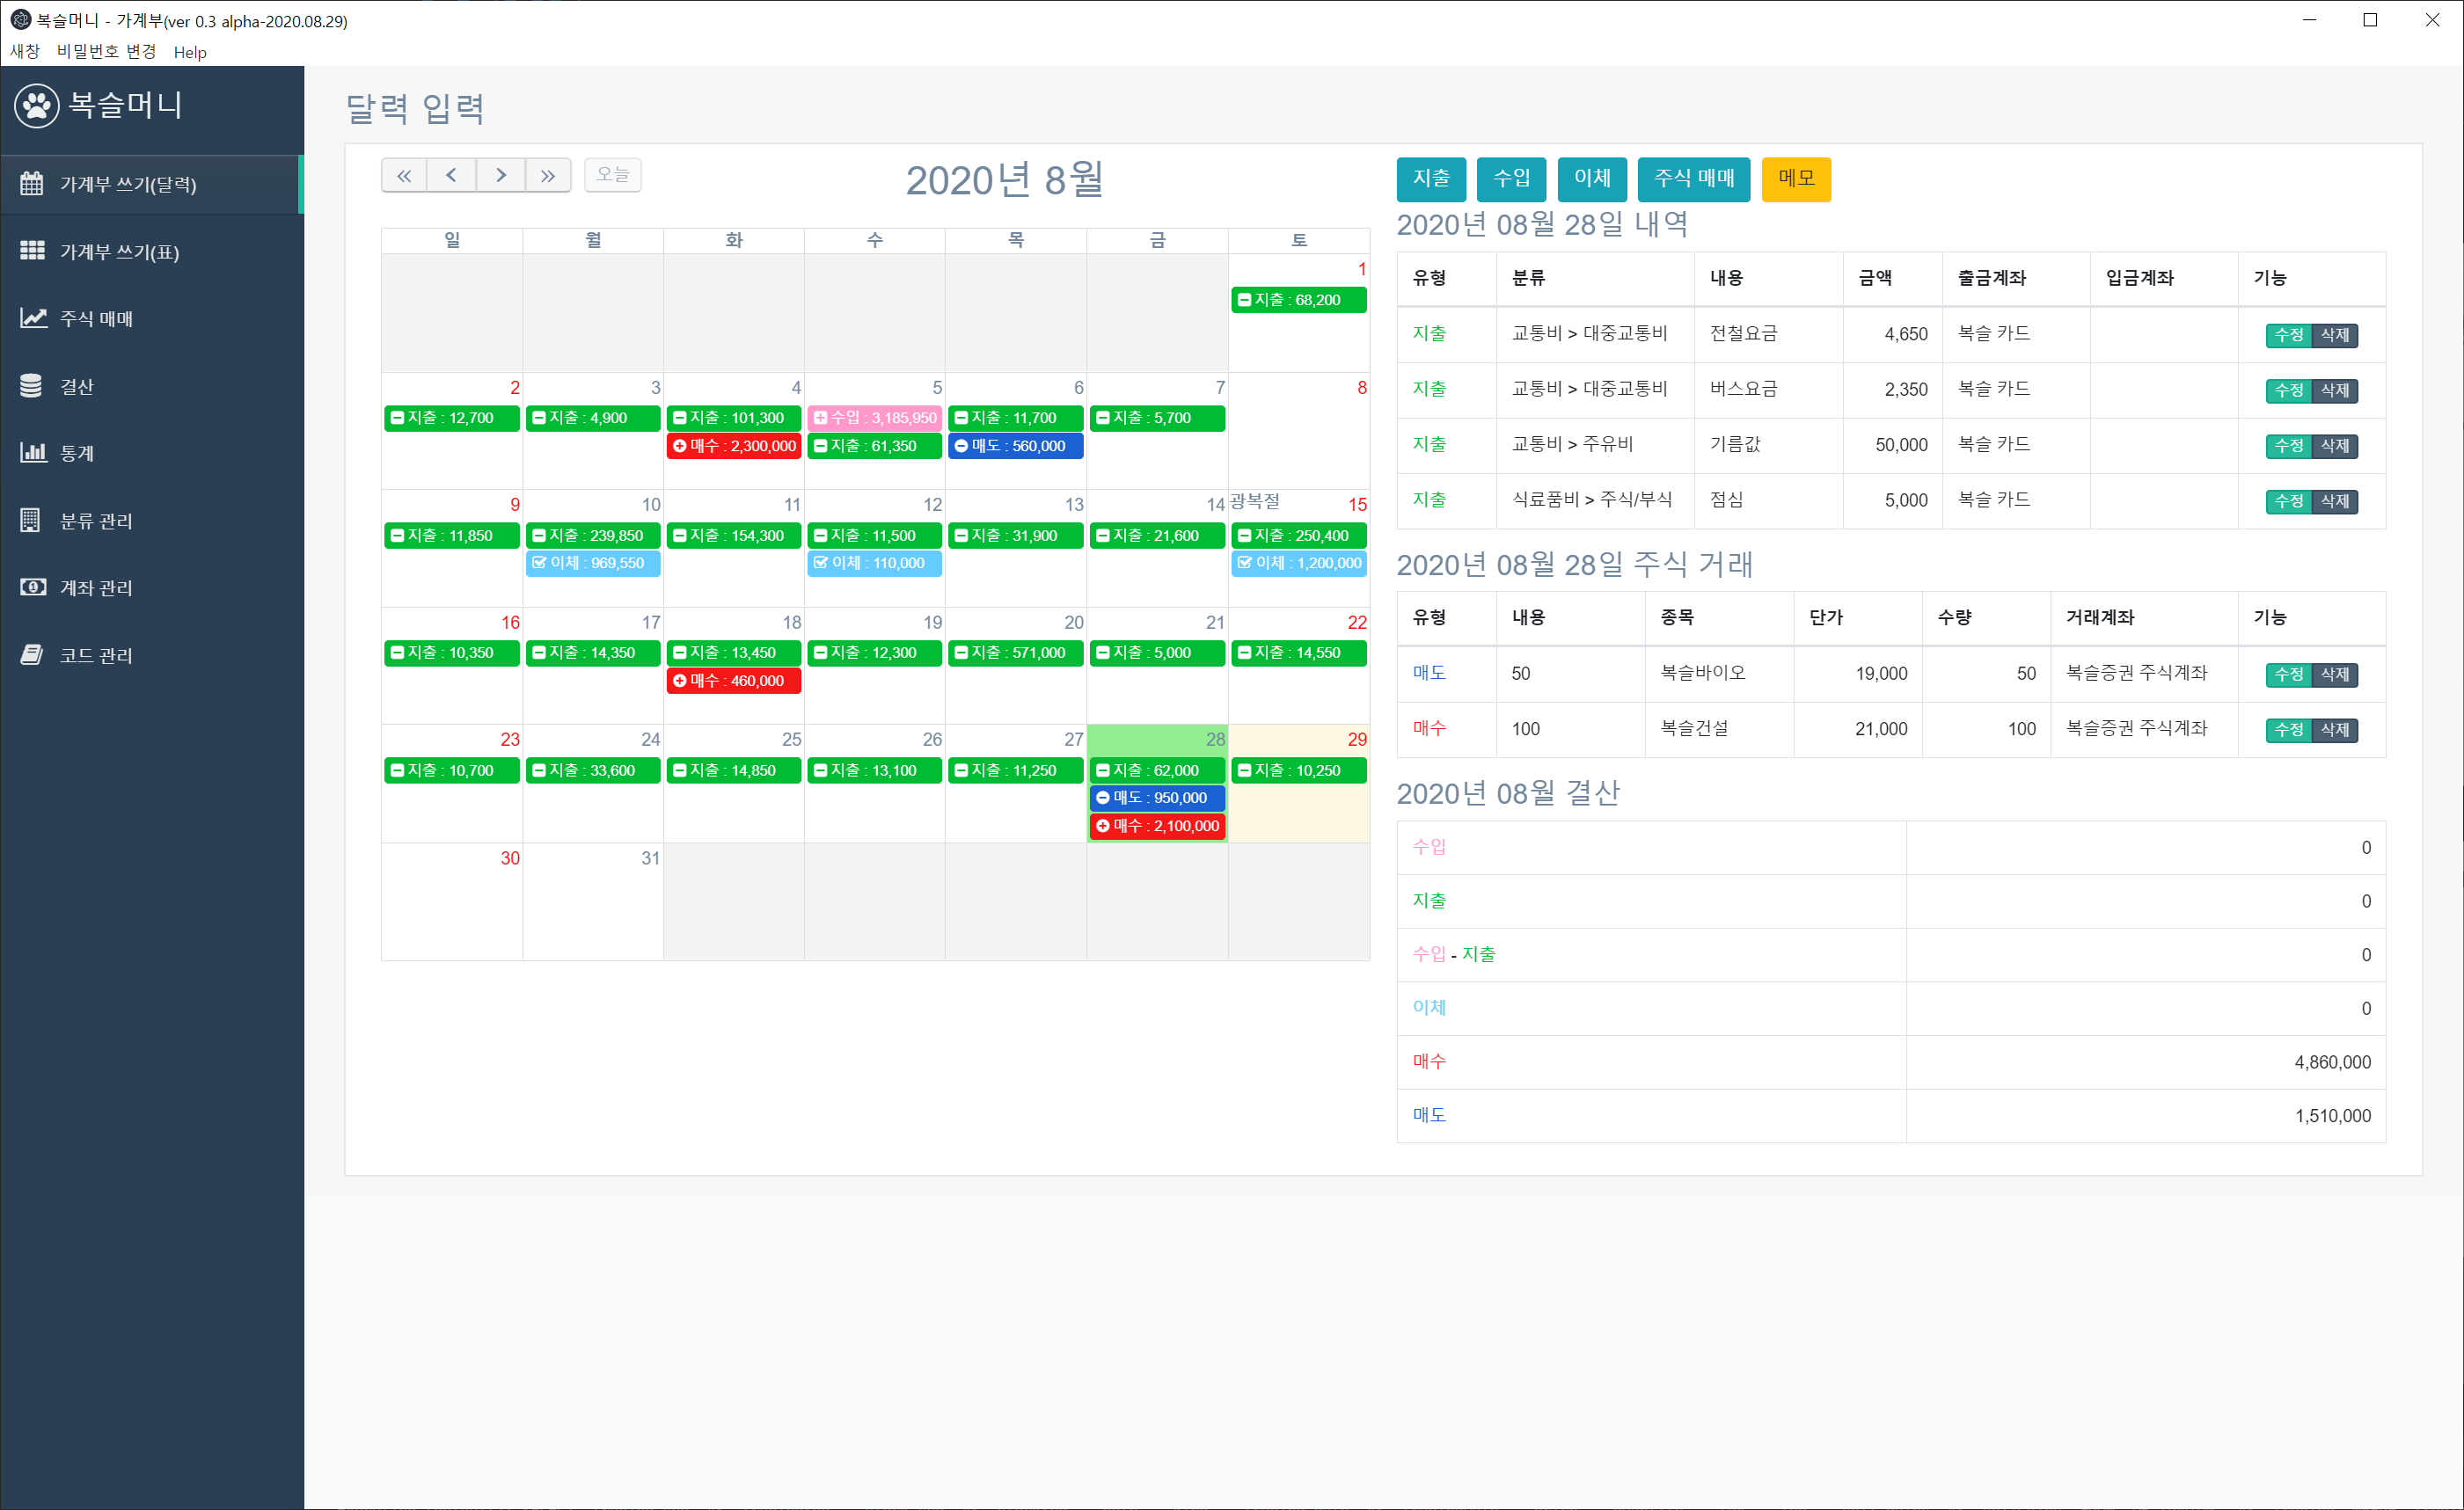 복슬머니 - 가계부(ver 0.3 alpha-2020.08.29)
새창 비밀번호 변경 Help
복슬머니
가계부 쓰기(달력)
가계부 쓰기(표)
주식 매매
결산
통계
분류 관리
계좌 관리
코드 관리
달력 입력
« < > » 오늘
2020년 8월
일 월 화 수 목 금 토
1
지출 : 68,200
2 3 4 5 6 7 8
지출 : 12,700 지출 : 4,900 지출 : 101,300 수입 : 3,185,950 지출 : 11,700 지출 : 5,700
매수 : 2,300,000 지출 : 61,350 매도 : 560,000
9 10 11 12 13 14 광복절 15
지출 : 11,850 지출 : 239,850 지출 : 154,300 지출 : 11,500 지출 : 31,900 지출 : 21,600 지출 : 250,400
이체 : 969,550 이체 : 110,000 이체 : 1,200,000
16 17 18 19 20 21 22
지출 : 10,350 지출 : 14,350 지출 : 13,450 지출 : 12,300 지출 : 571,000 지출 : 5,000 지출 : 14,550
매수 : 460,000
23 24 25 26 27 28 29
지출 : 10,700 지출 : 33,600 지출 : 14,850 지출 : 13,100 지출 : 11,250 지출 : 62,000 지출 : 10,250
매도 : 950,000
매수 : 2,100,000
30 31
지출 수입 이체 주식 매매 메모
2020년 08월 28일 내역
유형 분류 내용 금액 출금계좌 입금계좌 기능
지출 교통비 > 대중교통비 전철요금 4,650 복슬 카드 수정 삭제
지출 교통비 > 대중교통비 버스요금 2,350 복슬 카드 수정 삭제
지출 교통비 > 주유비 기름값 50,000 복슬 카드 수정 삭제
지출 식료품비 > 주식/부식 점심 5,000 복슬 카드 수정 삭제
2020년 08월 28일 주식 거래
유형 내용 종목 단가 수량 거래계좌 기능
매도 50 복슬바이오 19,000 50 복슬증권 주식계좌 수정 삭제
매수 100 복슬건설 21,000 100 복슬증권 주식계좌 수정 삭제
2020년 08월 결산
수입 0
지출 0
수입 - 지출 0
이체 0
매수 4,860,000
매도 1,510,000